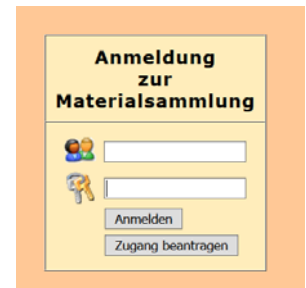 Anmeldung
zur
Materialsammlung
Anmelden
Zugang beantragen